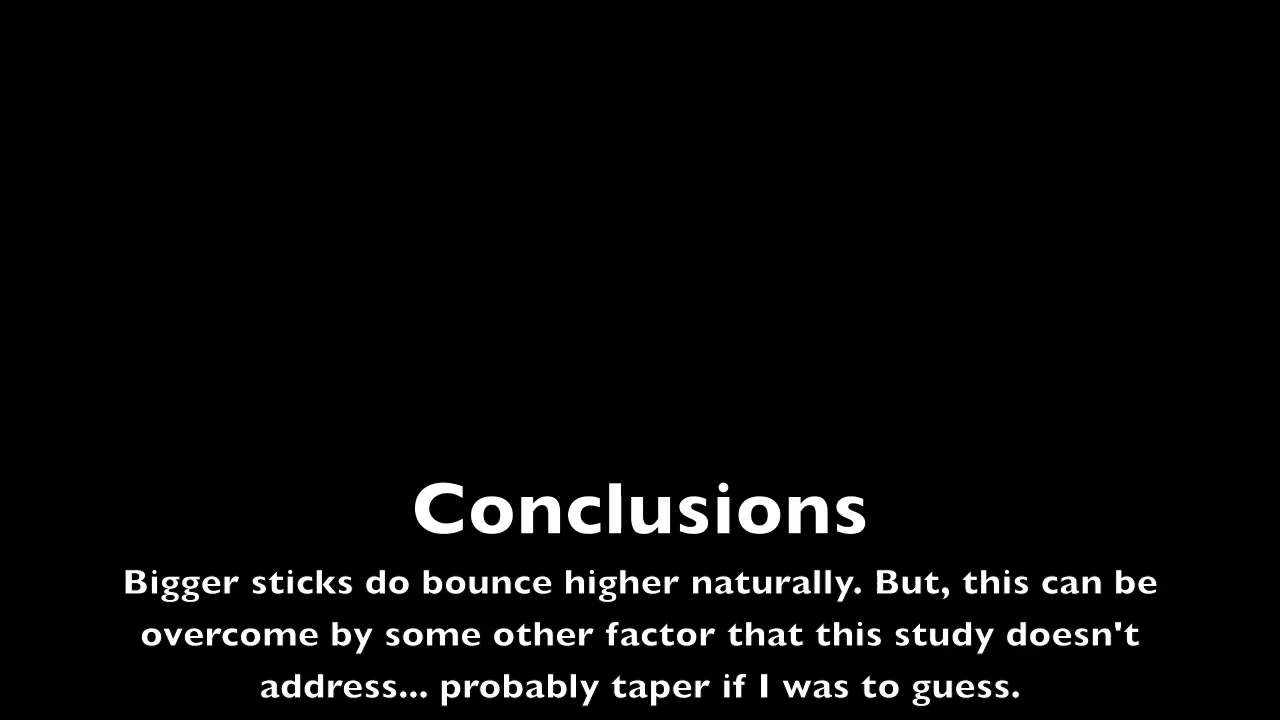 Conclusions
Bigger sticks do bounce higher naturally. But, this can be
overcome by some other factor that this study doesn't
address... probably taper if I was to guess.